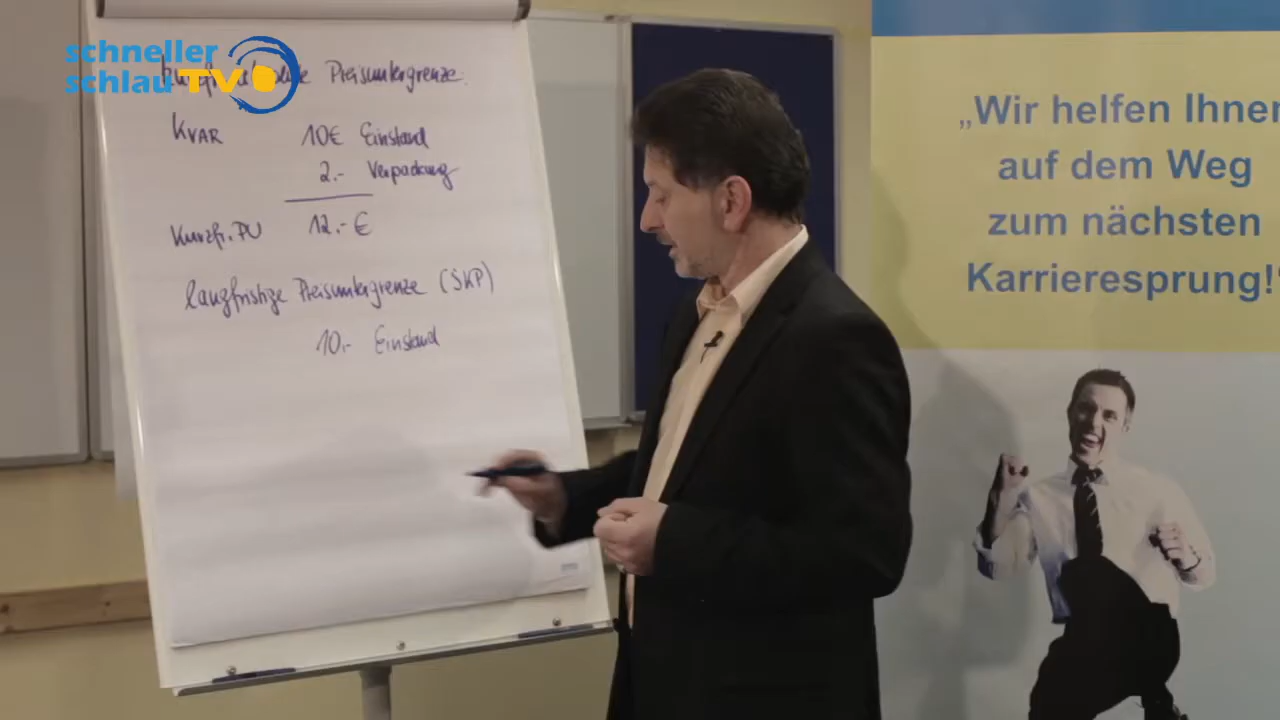 schneller
schlau TV
Preisuntergrenze
KVAR 10€ Einstand
2.- Verpackung
Kurzfr. PU 12.- €
langfristige Preisuntergrenze (SKP)
10.- Einstand
„Wir helfen Ihnen
auf dem Weg
zum nächsten
Karrieresprung!“